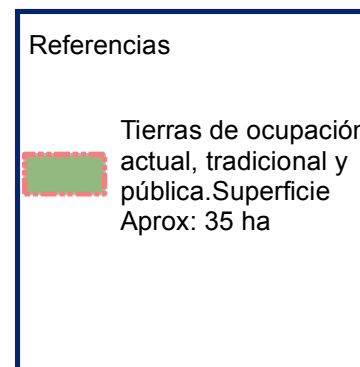 Referencias
Tierras de ocupación
actual, tradicional y
pública.Superficie
Aprox: 35 ha